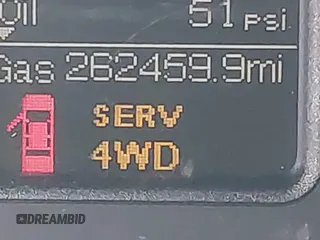 Oil 51 psi
Gas 262459.9mi
SERV
4WD
DREAMBID